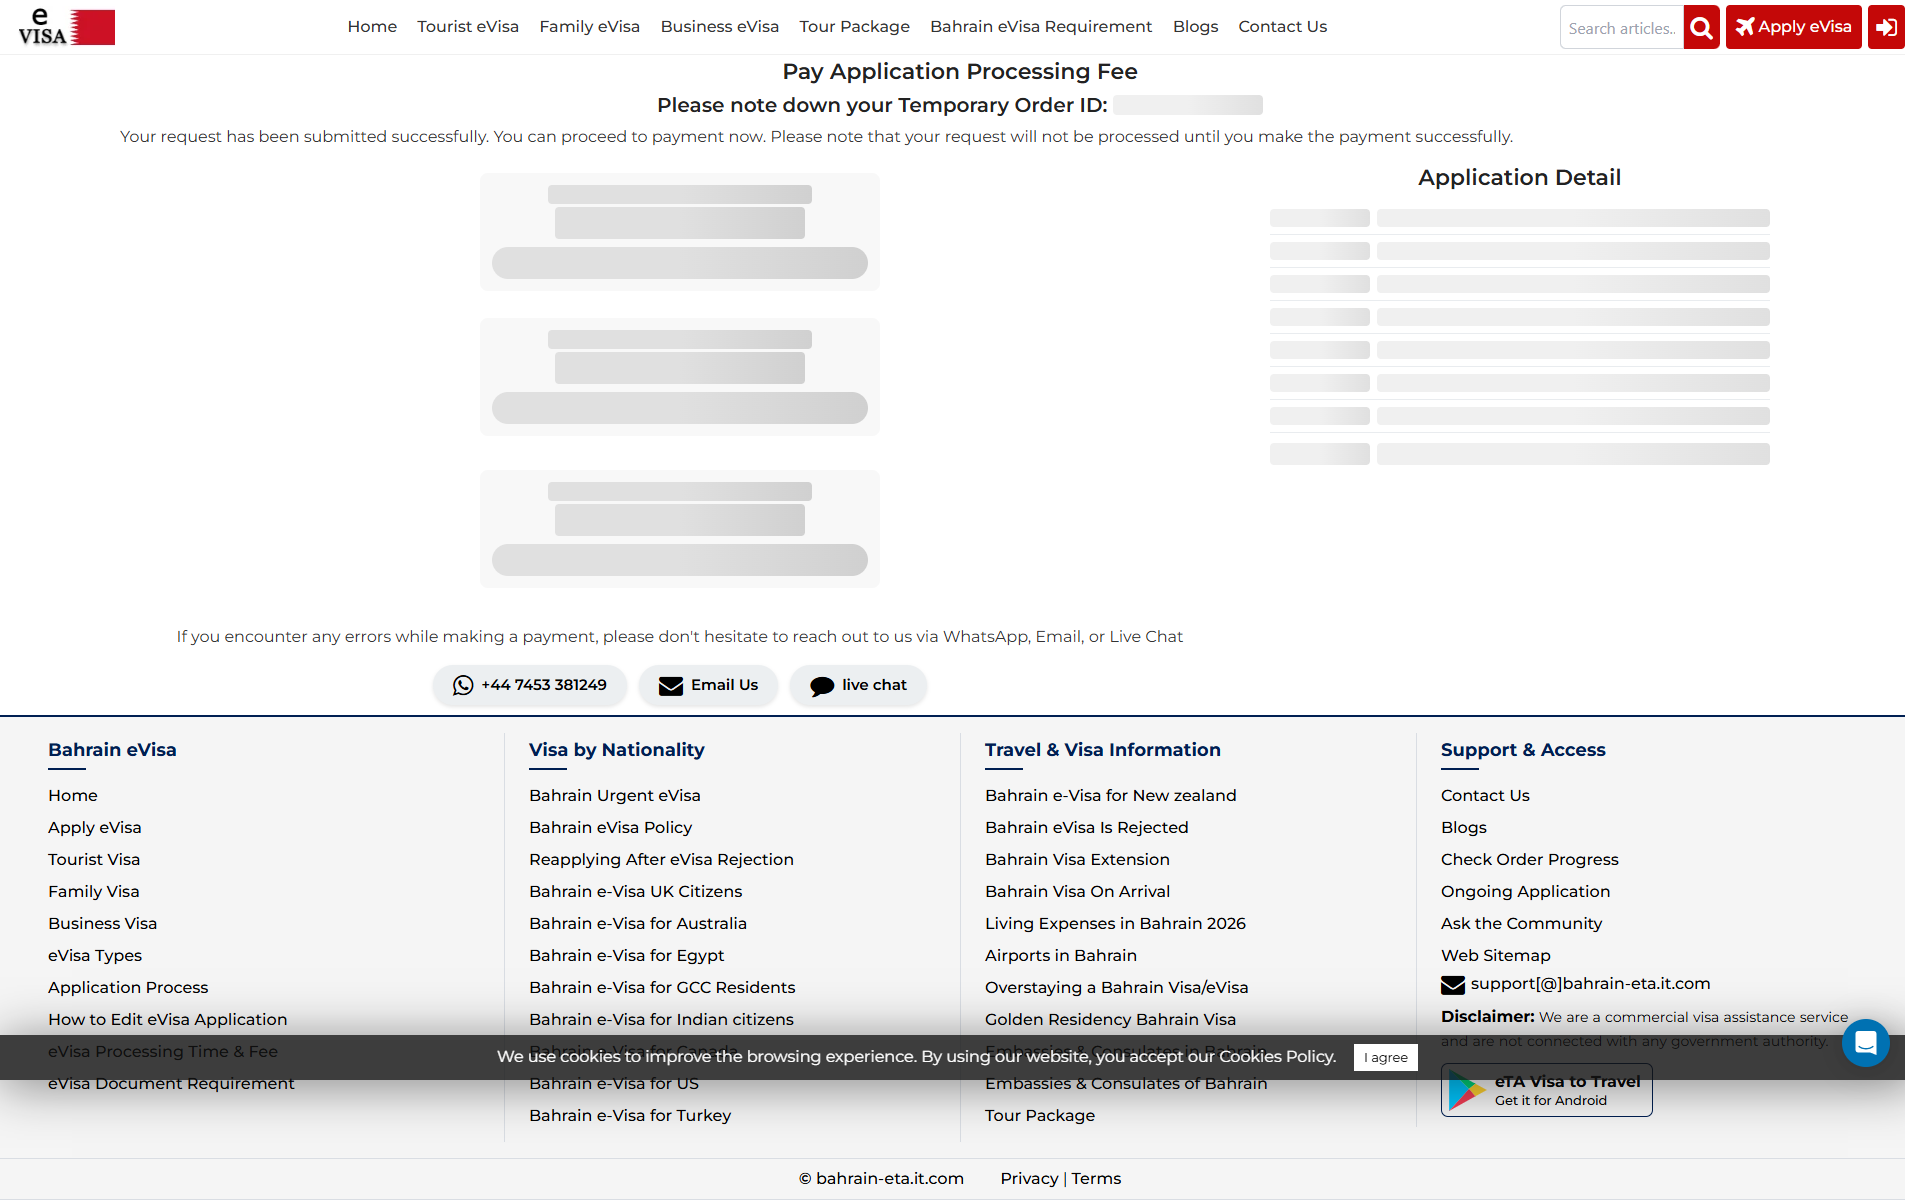 e
VISA
Home Tourist eVisa Family eVisa Business eVisa Tour Package Bahrain eVisa Requirement Blogs Contact Us
Search articles..
Apply eVisa
Pay Application Processing Fee
Please note down your Temporary Order ID:
Your request has been submitted successfully. You can proceed to payment now. Please note that your request will not be processed until you make the payment successfully.
Application Detail
If you encounter any errors while making a payment, please don't hesitate to reach out to us via WhatsApp, Email, or Live Chat
+44 7453 381249
Email Us
live chat
Bahrain eVisa
Home
Apply eVisa
Tourist Visa
Family Visa
Business Visa
eVisa Types
Application Process
How to Edit eVisa Application
eVisa Processing Time & Fee
eVisa Document Requirement
Visa by Nationality
Bahrain Urgent eVisa
Bahrain eVisa Policy
Reapplying After eVisa Rejection
Bahrain e-Visa UK Citizens
Bahrain e-Visa for Australia
Bahrain e-Visa for Egypt
Bahrain e-Visa for GCC Residents
Bahrain e-Visa for Indian citizens
Bahrain e-Visa for Canada
Bahrain e-Visa for US
Bahrain e-Visa for Turkey
Travel & Visa Information
Bahrain e-Visa for New zealand
Bahrain eVisa Is Rejected
Bahrain Visa Extension
Bahrain Visa On Arrival
Living Expenses in Bahrain 2026
Airports in Bahrain
Overstaying a Bahrain Visa/eVisa
Golden Residency Bahrain Visa
Embassies & Consulates in Bahrain
Embassies & Consulates of Bahrain
Tour Package
Support & Access
Contact Us
Blogs
Check Order Progress
Ongoing Application
Ask the Community
Web Sitemap
support[@]bahrain-eta.it.com
Disclaimer: We are a commercial visa assistance service
and are not connected with any government authority.
eTA Visa to Travel
Get it for Android
We use cookies to improve the browsing experience. By using our website, you accept our Cookies Policy.
I agree
© bahrain-eta.it.com Privacy | Terms